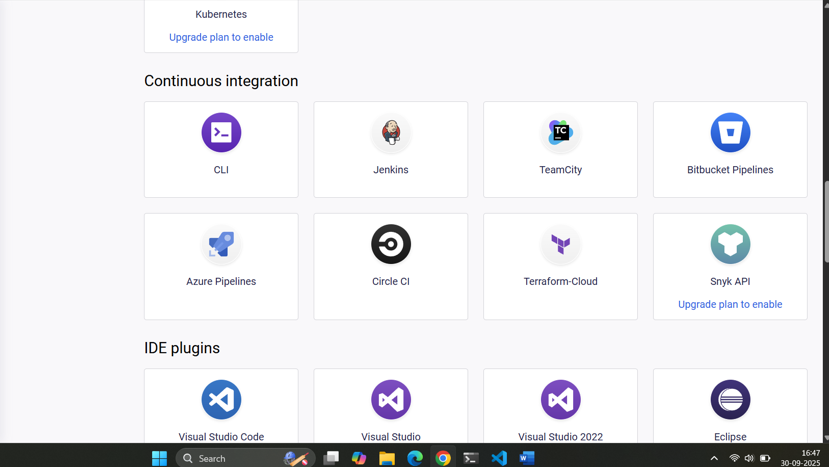 Kubernetes
Upgrade plan to enable
Continuous integration
CLI
Jenkins
TC
TeamCity
Bitbucket Pipelines
Azure Pipelines
Circle CI
Terraform-Cloud
Snyk API
Upgrade plan to enable
IDE plugins
Visual Studio Code
Visual Studio
Visual Studio 2022
Eclipse
Search
16:47
30-09-2025